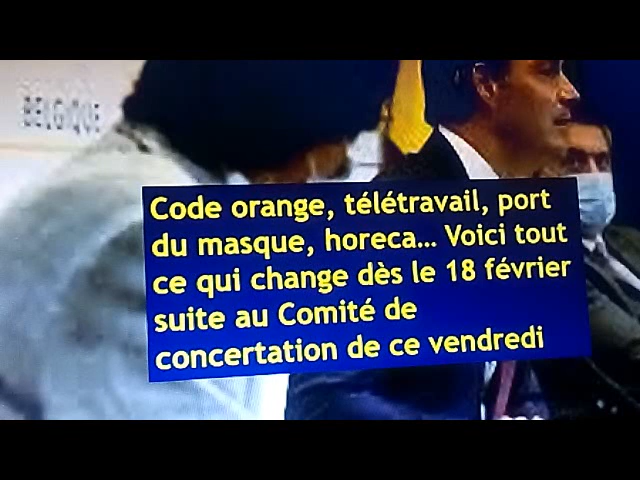 BELGIQUE
Code orange, télétravail, port
du masque, horeca... Voici tout
ce qui change dès le 18 février
suite au Comité de
concertation de ce vendredi